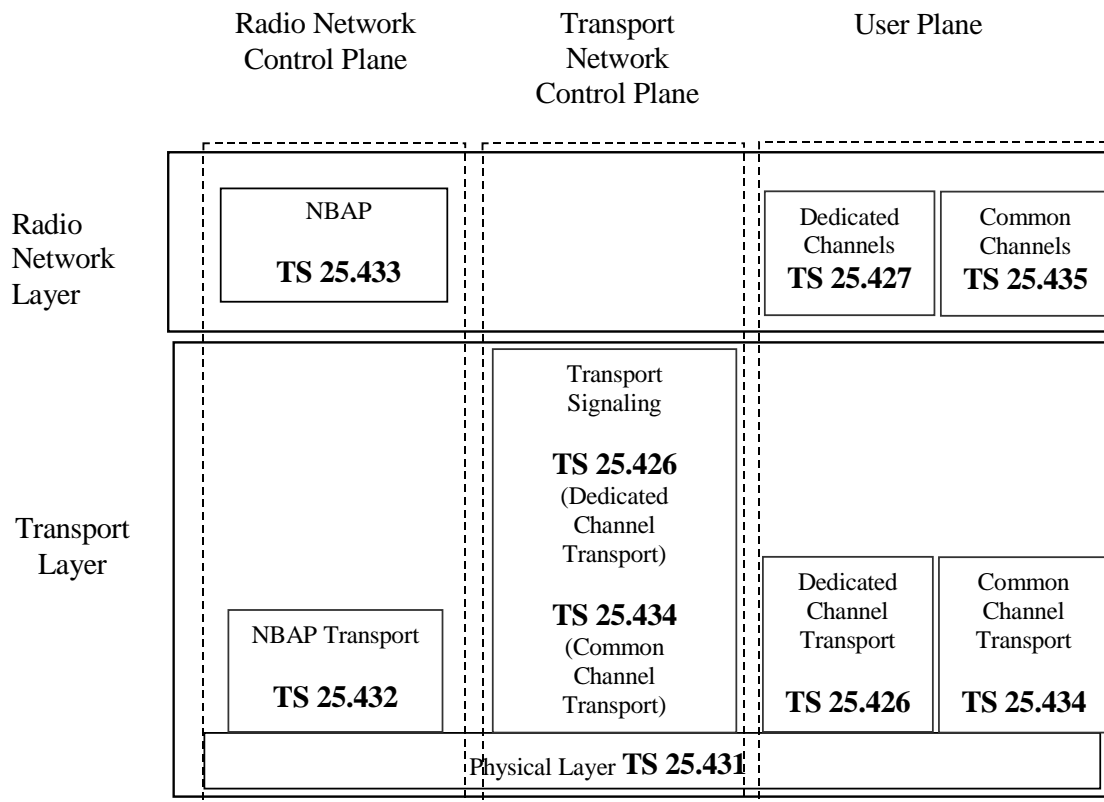 Radio Network
Control Plane
Transport
Network
Control Plane
User Plane
Radio
Network
Layer
NBAP
TS 25.433
Dedicated
Channels
TS 25.427
Common
Channels
TS 25.435
Transport
Layer
NBAP Transport
TS 25.432
Transport
Signaling
TS 25.426
(Dedicated
Channel
Transport)
TS 25.434
(Common
Channel
Transport)
Dedicated
Channel
Transport
TS 25.426
Common
Channel
Transport
TS 25.434
Physical Layer TS 25.431